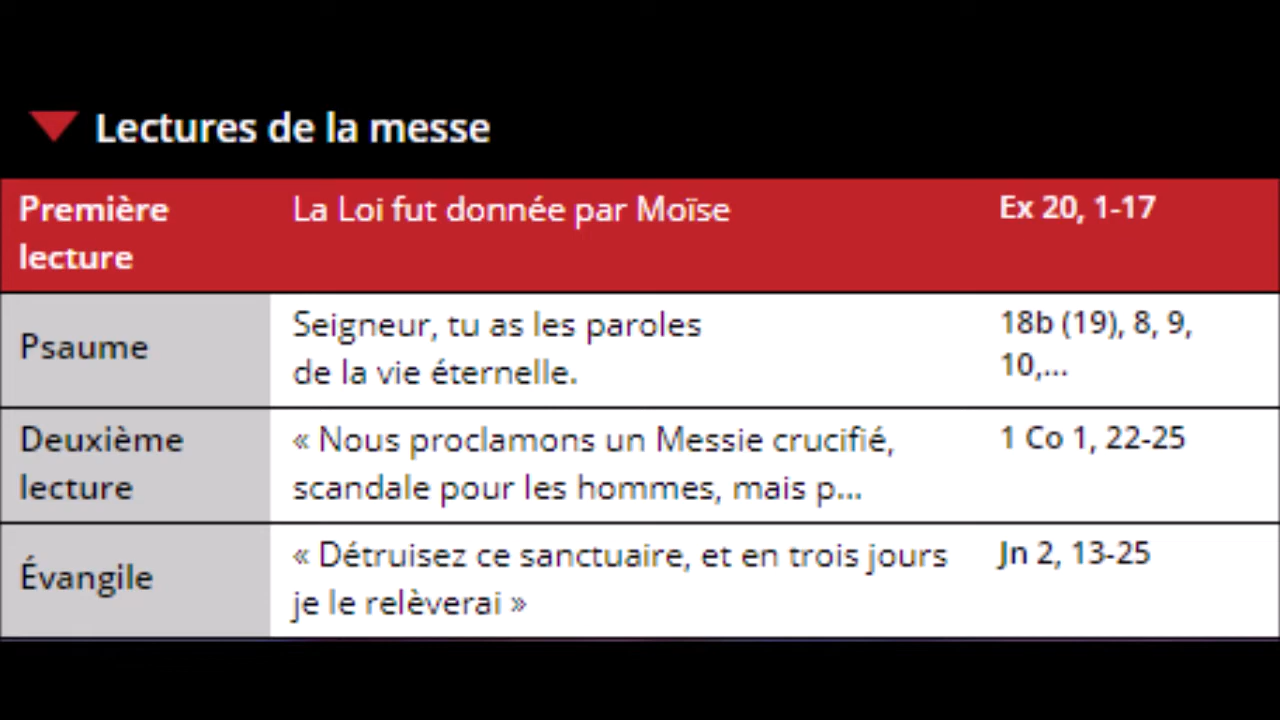 Lectures de la messe
Première La Loi fut donnée par Moïse Ex 20, 1-17
lecture
Psaume
Seigneur, tu as les paroles
de la vie éternelle.
18b (19), 8, 9,
10,...
Deuxième
lecture
« Nous proclamons un Messie crucifié,
scandale pour les hommes, mais p...
1 Co 1, 22-25
Évangile
« Détruisez ce sanctuaire, et en trois jours
je le relèverai »
Jn 2, 13-25